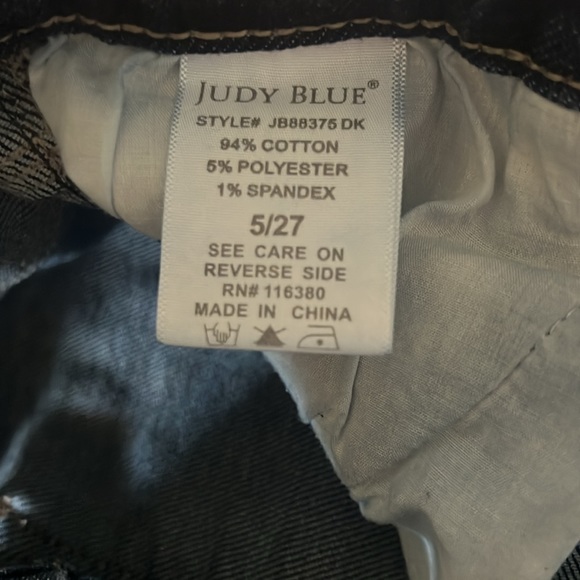 JUDY BLUE®
STYLE# JB88375 DK
94% COTTON
5% POLYESTER
1% SPANDEX
5/27
SEE CARE ON
REVERSE SIDE
RN# 116380
MADE IN CHINA